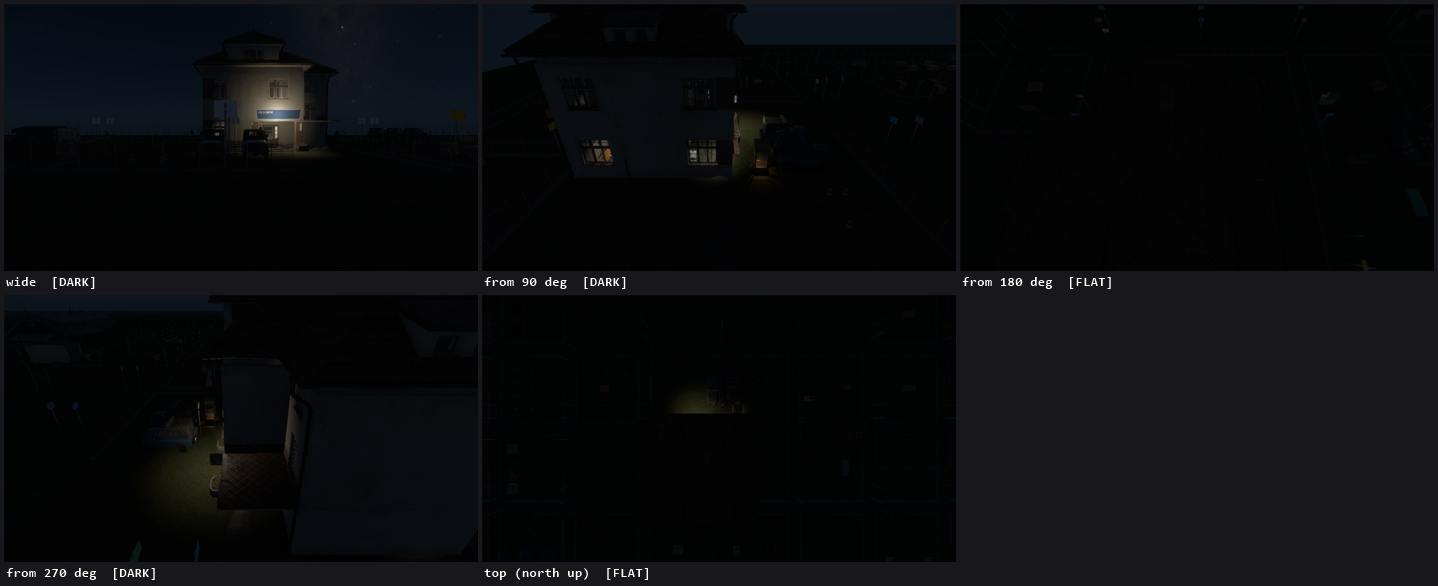 wide  [DARK]
from 90 deg  [DARK]
from 180 deg  [FLAT]
from 270 deg  [DARK]
top (north up)  [FLAT]